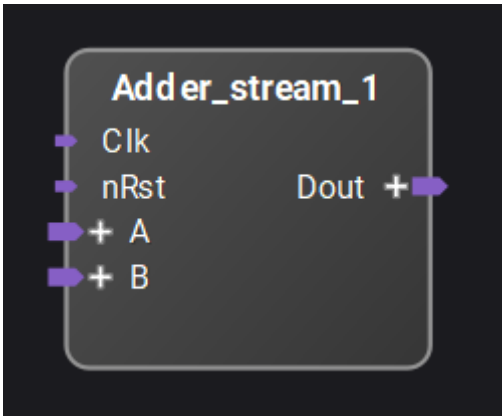 Adder_stream_1
Clk
nRst
Dout +
+ A
+ B